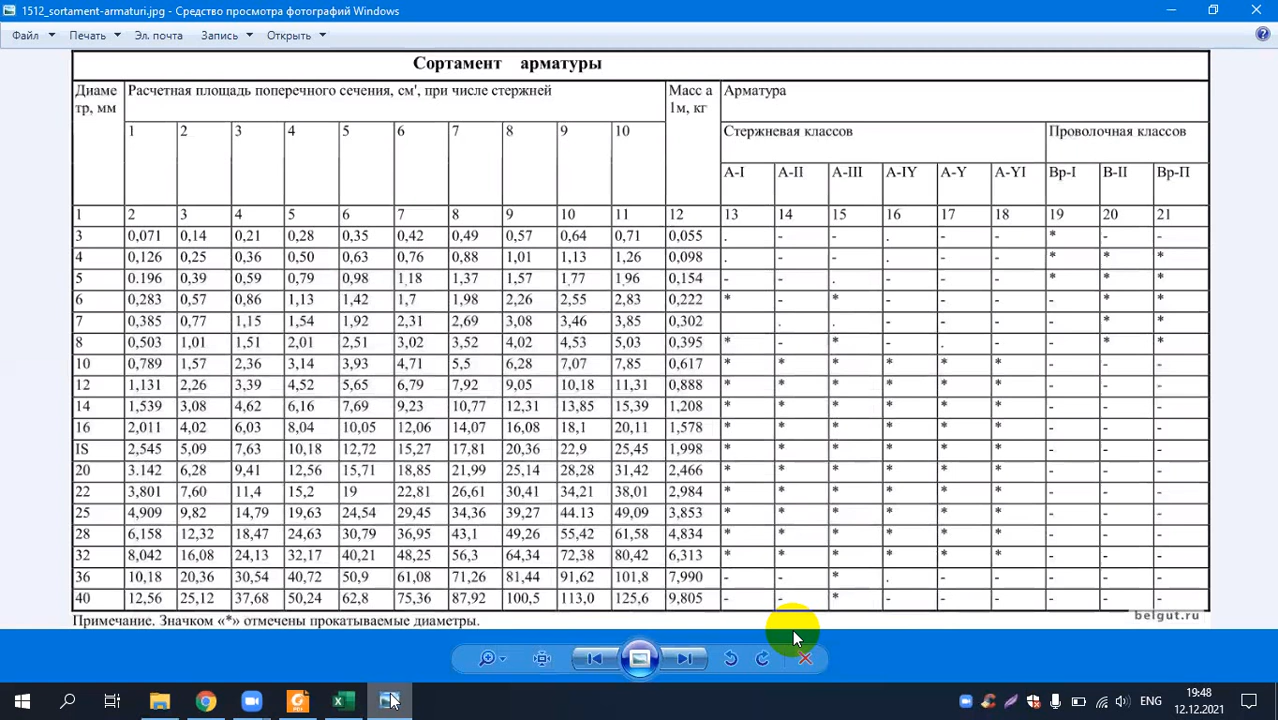 1512_sortament-armaturi.jpg - Средство просмотра фотографий Windows
Файл Печать Эл. почта Запись Открыть
Сортамент арматуры
Диаме тр, мм Расчетная площадь поперечного сечения, см', при числе стержней Масс а 1м, кг Арматура
1 2 3 4 5 6 7 8 9 10 Стержневая классов Проволочная классов
А-I А-II А-III А-IY А-Y А-YI Вр-I В-II Вр-П
1 2 3 4 5 6 7 8 9 10 11 12 13 14 15 16 17 18 19 20 21
3 0,071 0,14 0,21 0,28 0,35 0,42 0,49 0,57 0,64 0,71 0,055 . - - . - - * - -
4 0,126 0,25 0,36 0,50 0,63 0,76 0,88 1,01 1,13 1,26 0,098 . - - . - - * * *
5 0.196 0,39 0,59 0,79 0,98 1,18 1,37 1,57 1,77 1,96 0,154 - - . - - - * * *
6 0,283 0,57 0,86 1,13 1,42 1,7 1,98 2,26 2,55 2,83 0,222 * - * - - - - * *
7 0,385 0,77 1,15 1,54 1,92 2,31 2,69 3,08 3,46 3,85 0,302 . . - - - - * *
8 0,503 1,01 1,51 2,01 2,51 3,02 3,52 4,02 4,53 5,03 0,395 * - * - . - - * *
10 0,789 1,57 2,36 3,14 3,93 4,71 5,5 6,28 7,07 7,85 0,617 * * * * * * - - -
12 1,131 2,26 3,39 4,52 5,65 6,79 7,92 9,05 10,18 11,31 0,888 * * * * * * - - -
14 1,539 3,08 4,62 6,16 7,69 9,23 10,77 12,31 13,85 15,39 1,208 * * * * * * - - -
16 2,011 4,02 6,03 8,04 10,05 12,06 14,07 16,08 18,1 20,11 1,578 * * * * * * - - -
IS 2,545 5,09 7,63 10,18 12,72 15,27 17,81 20,36 22,9 25,45 1,998 * * * * * * - - -
20 3.142 6,28 9,41 12,56 15,71 18,85 21,99 25,14 28,28 31,42 2,466 * * * * * * - - -
22 3,801 7,60 11,4 15,2 19 22,81 26,61 30,41 34,21 38,01 2,984 * * * * * * - - -
25 4,909 9,82 14,79 19,63 24,54 29,45 34,36 39,27 44.13 49,09 3,853 * * * * * * - - -
28 6,158 12,32 18,47 24,63 30,79 36,95 43,1 49,26 55,42 61,58 4,834 * * * * * * - - -
32 8,042 16,08 24,13 32,17 40,21 48,25 56,3 64,34 72,38 80,42 6,313 * * * * * * - - -
36 10,18 20,36 30,54 40,72 50,9 61,08 71,26 81,44 91,62 101,8 7,990 - - * . - - - - -
40 12,56 25,12 37,68 50,24 62,8 75,36 87,92 100,5 113,0 125,6 9,805 - - * - - - - - -
Примечание. Значком «*» отмечены прокатываемые диаметры.
belgut.ru
ENG 19:48
12.12.2021